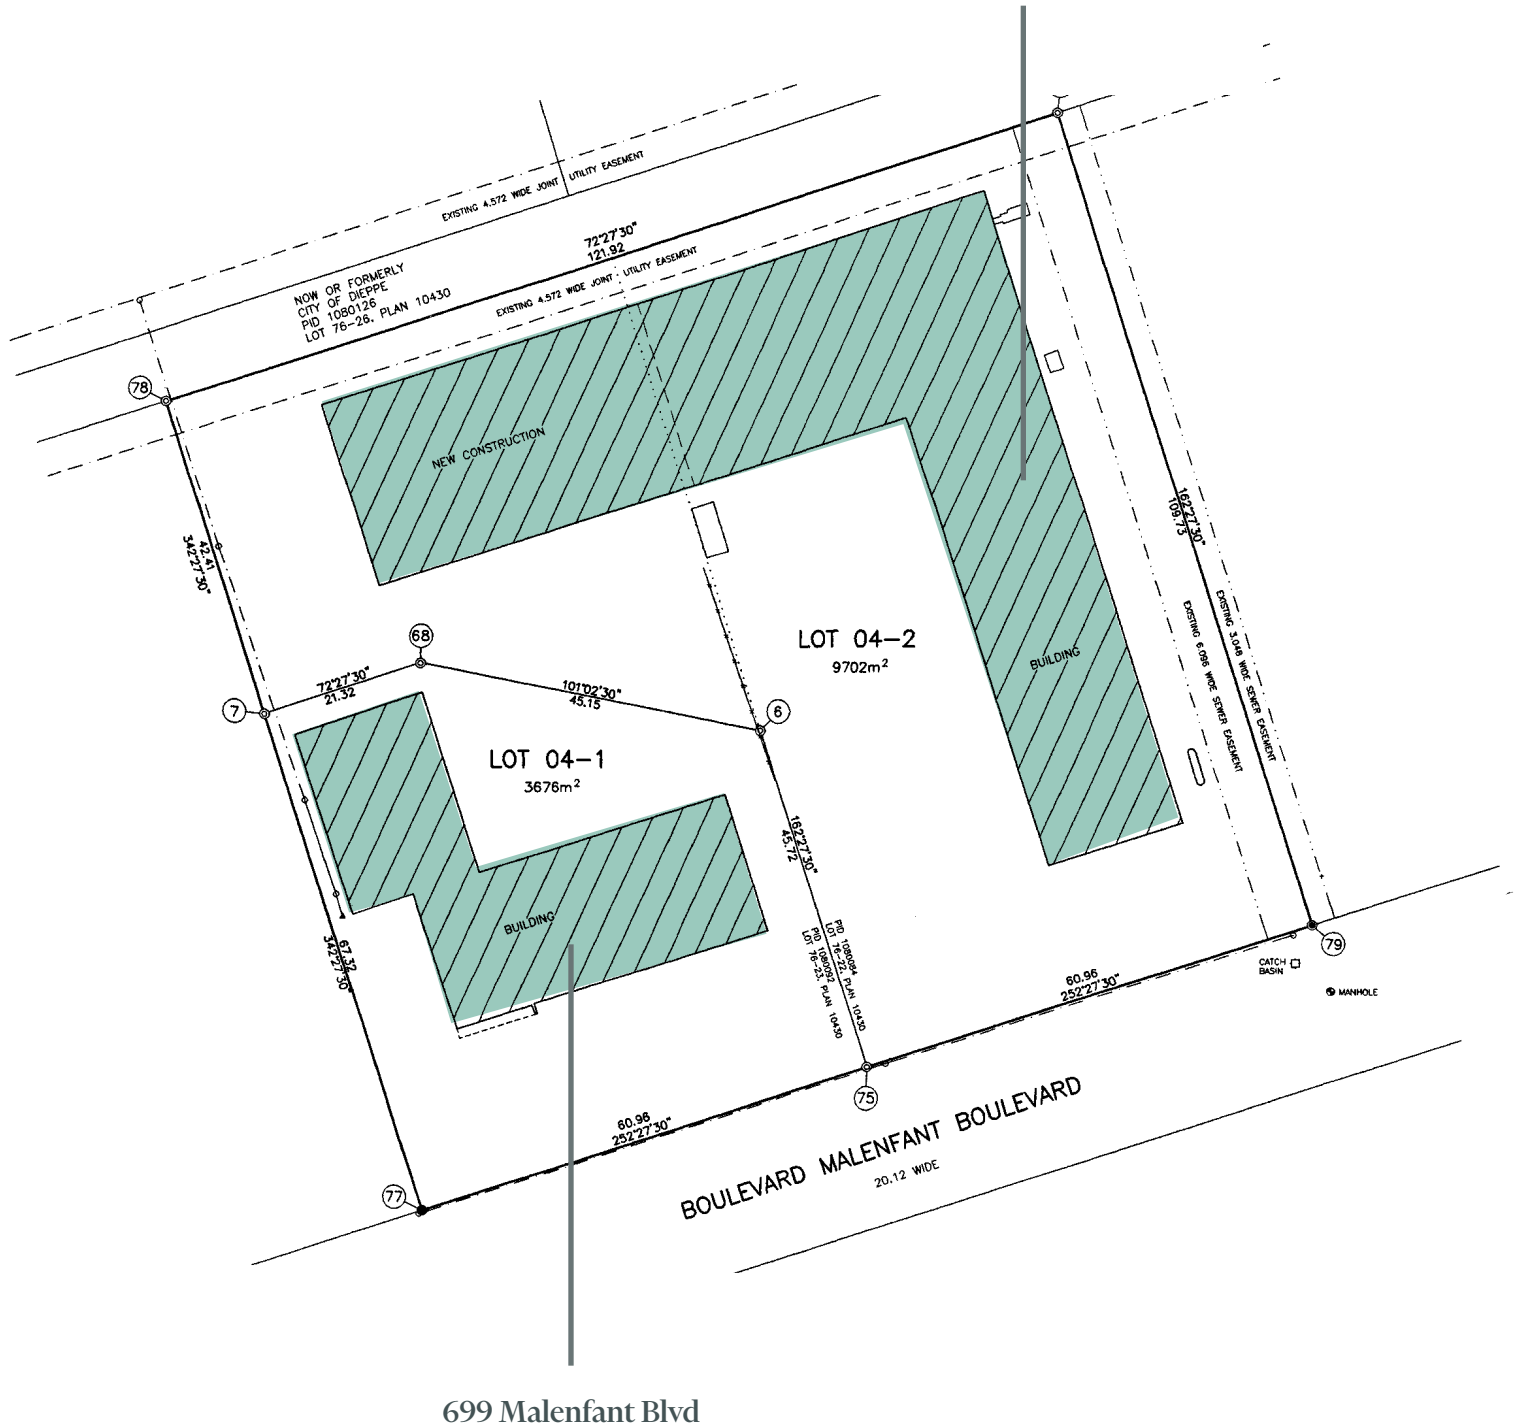 EXISTING 4.572 WIDE JOINT UTILITY EASEMENT
72°27'30"
121.92
EXISTING 4.572 WIDE JOINT UTILITY EASEMENT
NOW OR FORMERLY
CITY OF DIEPPE
PID 1080126
LOT 76-26, PLAN 10430
78
NEW CONSTRUCTION
42.41
342°27'30"
162°27'30"
109.73
68
LOT 04-2
9702m²
BUILDING
EXISTING 6.096 WIDE SEWER EASEMENT
EXISTING 3.048 WIDE SEWER EASEMENT
72°27'30"
21.32
101°02'30"
45.15
7
6
LOT 04-1
3676m²
162°27'30"
45.72
BUILDING
67.32
342°27'30"
PID 1080084
LOT 76-22, PLAN 10430
PID 1080092
LOT 76-23, PLAN 10430
79
CATCH
BASIN
MANHOLE
60.96
252°27'30"
75
60.96
252°27'30"
77
BOULEVARD MALENFANT BOULEVARD
20.12 WIDE
699 Malenfant Blvd